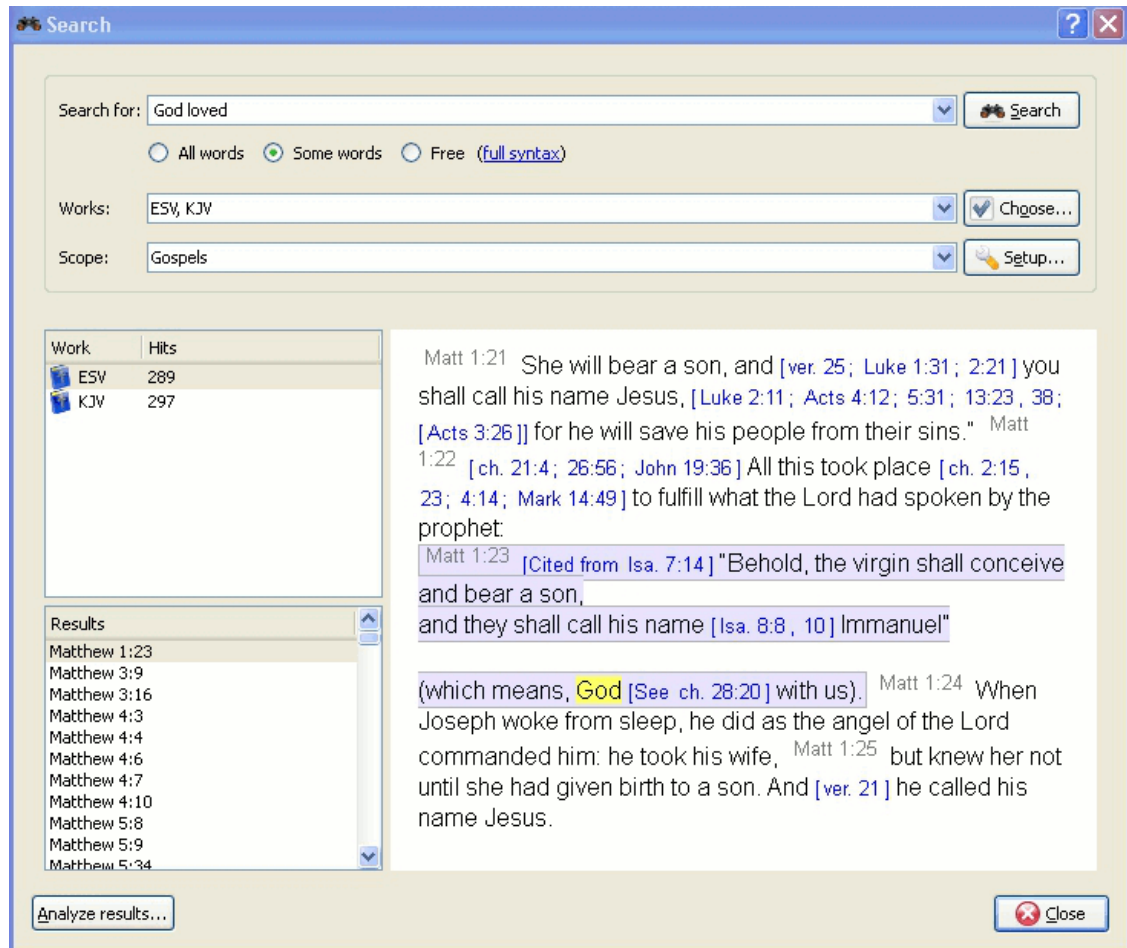 Search
Search for: God loved Search
All words Some words Free (full syntax)
Works: ESV, KJV Choose...
Scope: Gospels Setup...
Work Hits
ESV 289
KJV 297
Results
Matthew 1:23
Matthew 3:9
Matthew 3:16
Matthew 4:3
Matthew 4:4
Matthew 4:6
Matthew 4:7
Matthew 4:10
Matthew 5:8
Matthew 5:9
Matthew 5:34
Matt 1:21 She will bear a son, and [ver. 25; Luke 1:31; 2:21] you
shall call his name Jesus, [Luke 2:11; Acts 4:12; 5:31; 13:23, 38;
[Acts 3:26]] for he will save his people from their sins." Matt
1:22 [ch. 21:4; 26:56; John 19:36] All this took place [ch. 2:15,
23; 4:14; Mark 14:49] to fulfill what the Lord had spoken by the
prophet:
Matt 1:23 [Cited from Isa. 7:14] "Behold, the virgin shall conceive
and bear a son,
and they shall call his name [Isa. 8:8, 10] Immanuel"
(which means, God [See ch. 28:20] with us). Matt 1:24 When
Joseph woke from sleep, he did as the angel of the Lord
commanded him: he took his wife, Matt 1:25 but knew her not
until she had given birth to a son. And [ver. 21] he called his
name Jesus.
Analyze results... Close